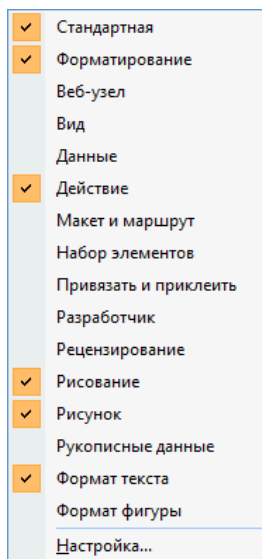 Стандартная
Форматирование
Веб-узел
Вид
Данные
Действие
Макет и маршрут
Набор элементов
Привязать и приклеить
Разработчик
Рецензирование
Рисование
Рисунок
Рукописные данные
Формат текста
Формат фигуры
Настройка...